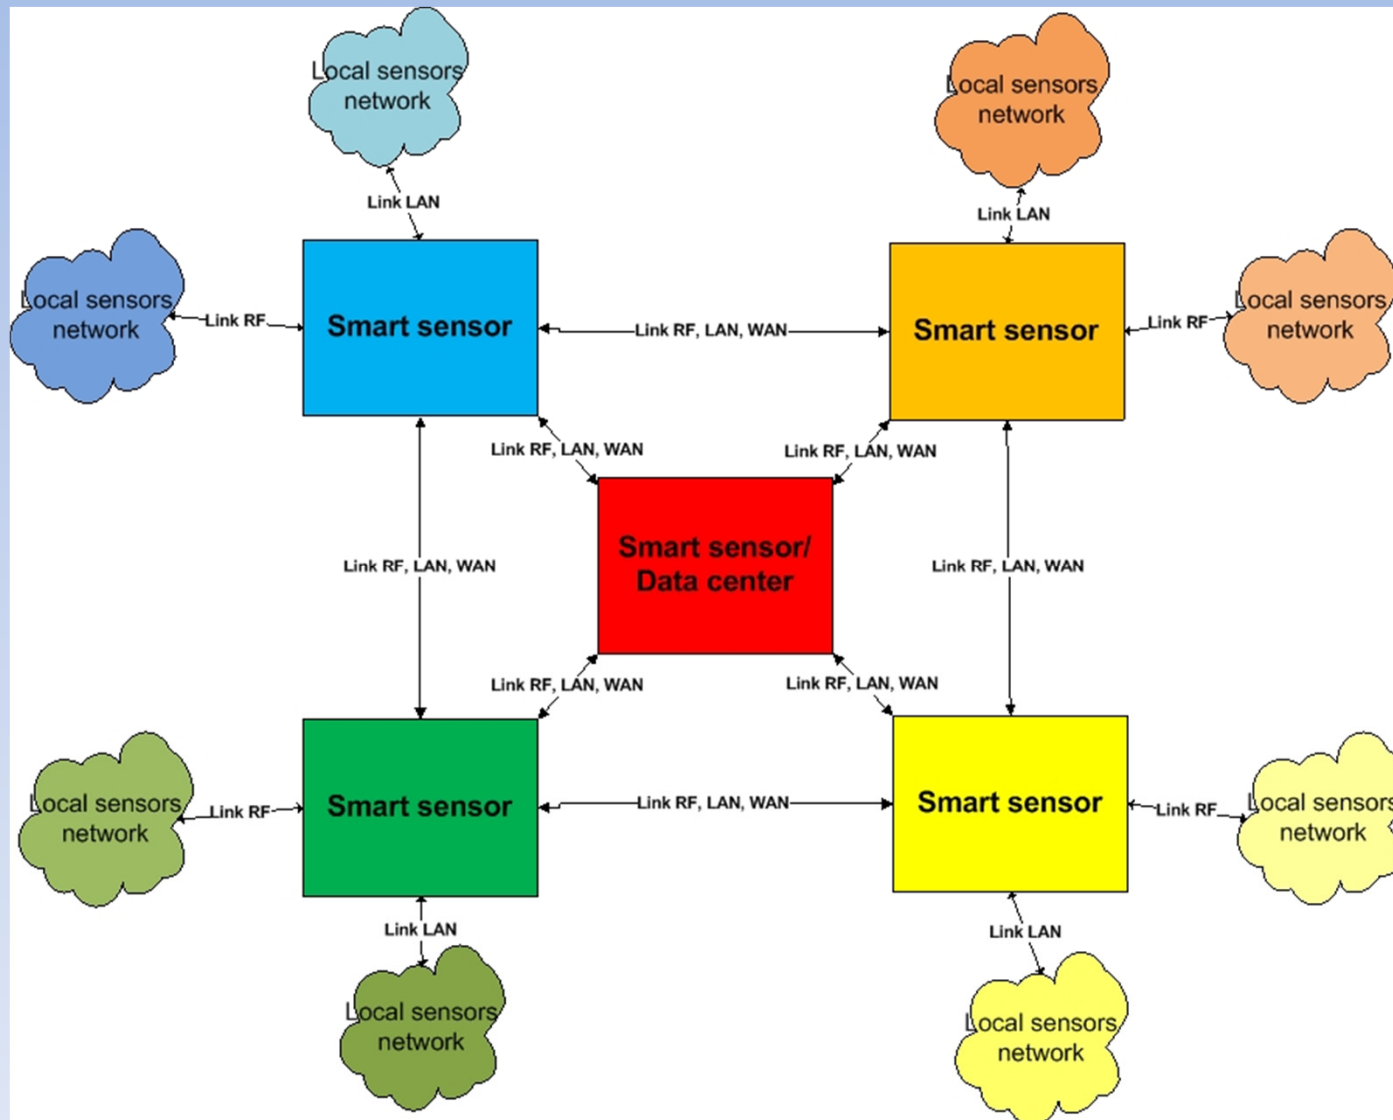 Local sensors
network
Local sensors
network
Link LAN
Link LAN
Local sensors
network
Link RF
Smart sensor
Link RF, LAN, WAN
Smart sensor
Link RF
Local sensors
network
Link RF, LAN, WAN
Link RF, LAN, WAN
Link RF, LAN, WAN
Smart sensor/
Data center
Link RF, LAN, WAN
Link RF, LAN, WAN
Link RF, LAN, WAN
Local sensors
network
Link RF
Smart sensor
Link RF, LAN, WAN
Smart sensor
Link RF
Local sensors
network
Link LAN
Link LAN
Local sensors
network
Local sensors
network